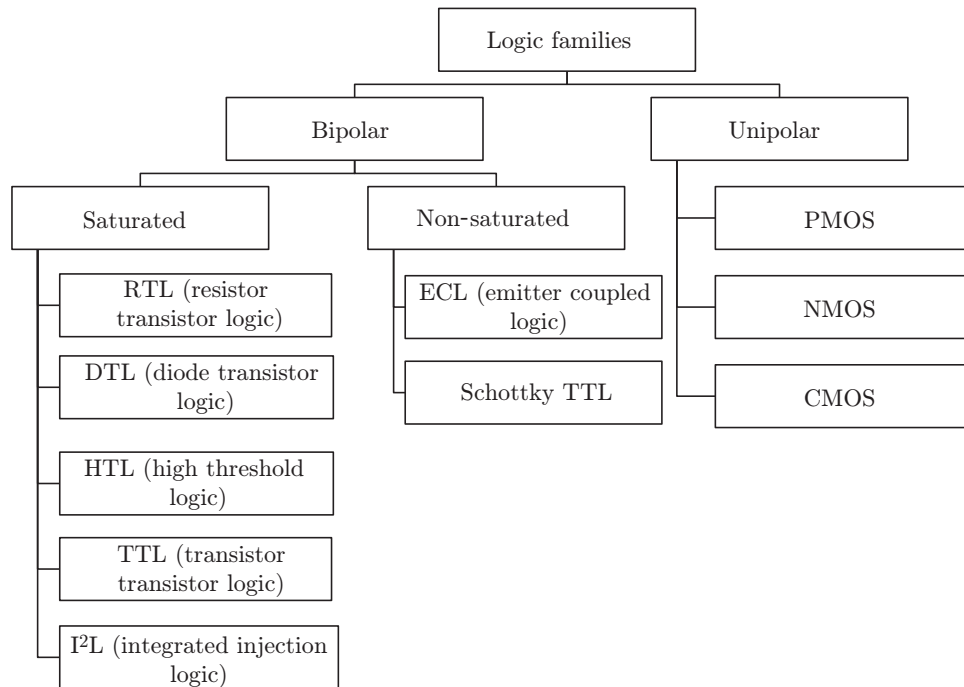 Logic families
Bipolar
Unipolar
Saturated
Non-saturated
RTL (resistor
transistor logic)
DTL (diode transistor
logic)
HTL (high threshold
logic)
TTL (transistor
transistor logic)
I²L (integrated injection
logic)
ECL (emitter coupled
logic)
Schottky TTL
PMOS
NMOS
CMOS